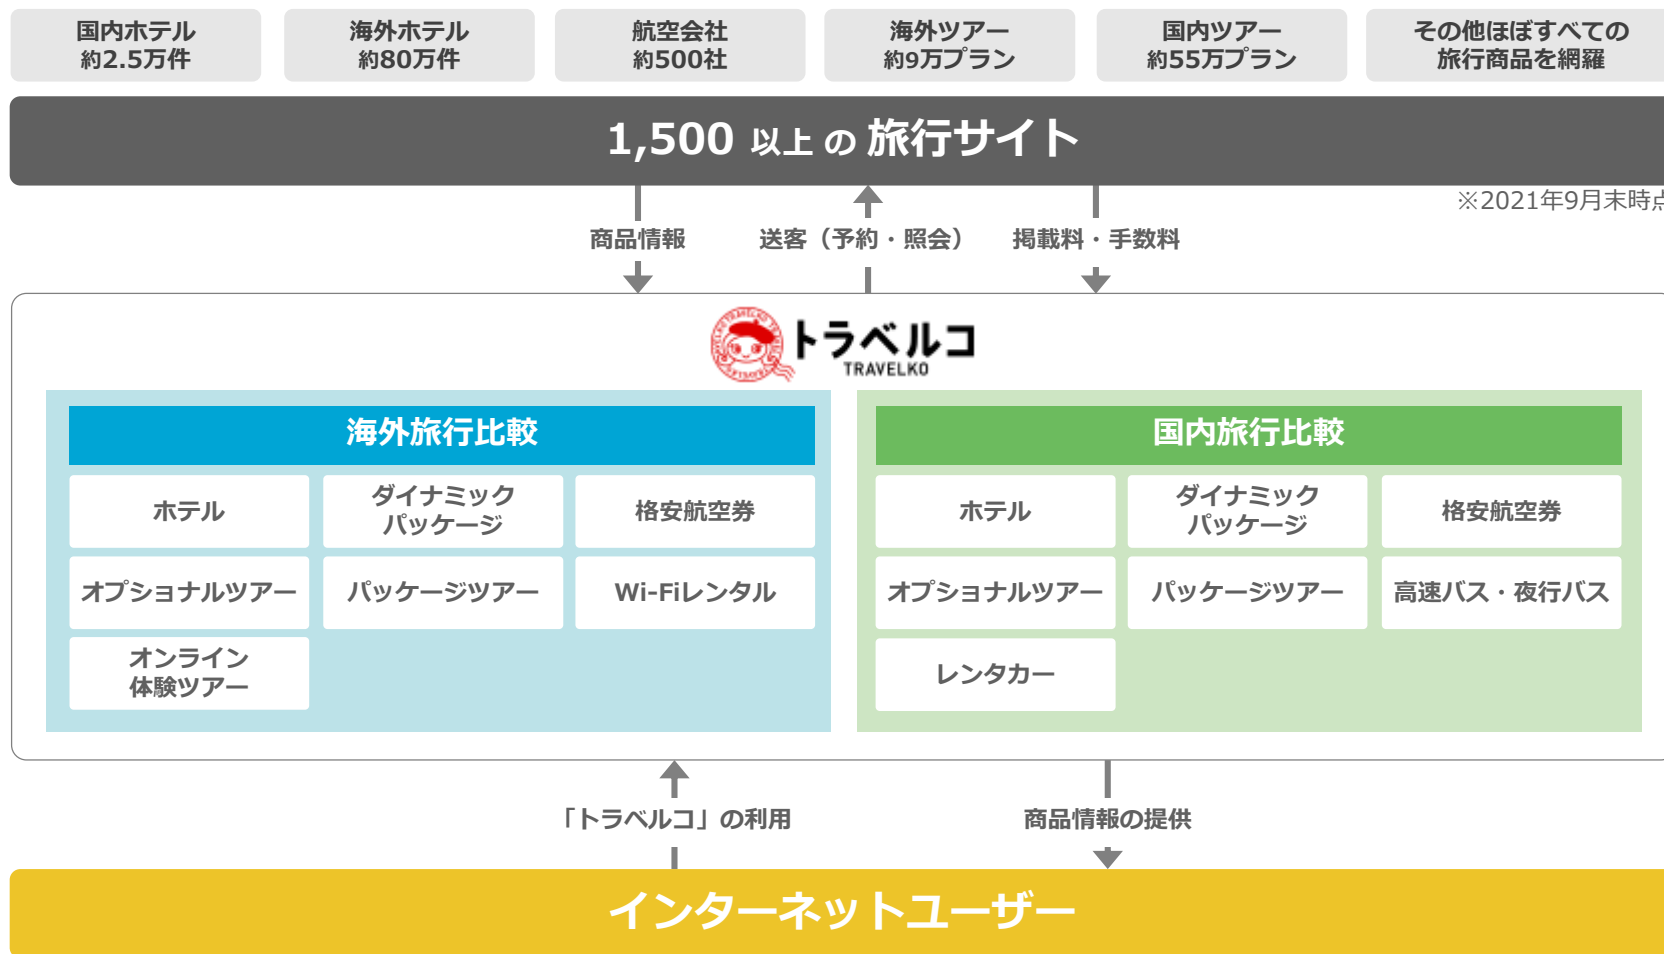 国内ホテル
約2.5万件
海外ホテル
約80万件
航空会社
約500社
海外ツアー
約9万プラン
国内ツアー
約55万プラン
その他ほぼすべての
旅行商品を網羅
1,500 以上 の 旅行サイト
※2021年9月末時点
商品情報
送客（予約・照会）
掲載料・手数料
トラベルコ
TRAVELKO
海外旅行比較
ホテル
ダイナミック
パッケージ
格安航空券
オプショナルツアー
パッケージツアー
Wi-Fiレンタル
オンライン
体験ツアー
国内旅行比較
ホテル
ダイナミック
パッケージ
格安航空券
オプショナルツアー
パッケージツアー
高速バス・夜行バス
レンタカー
「トラベルコ」の利用
商品情報の提供
インターネットユーザー